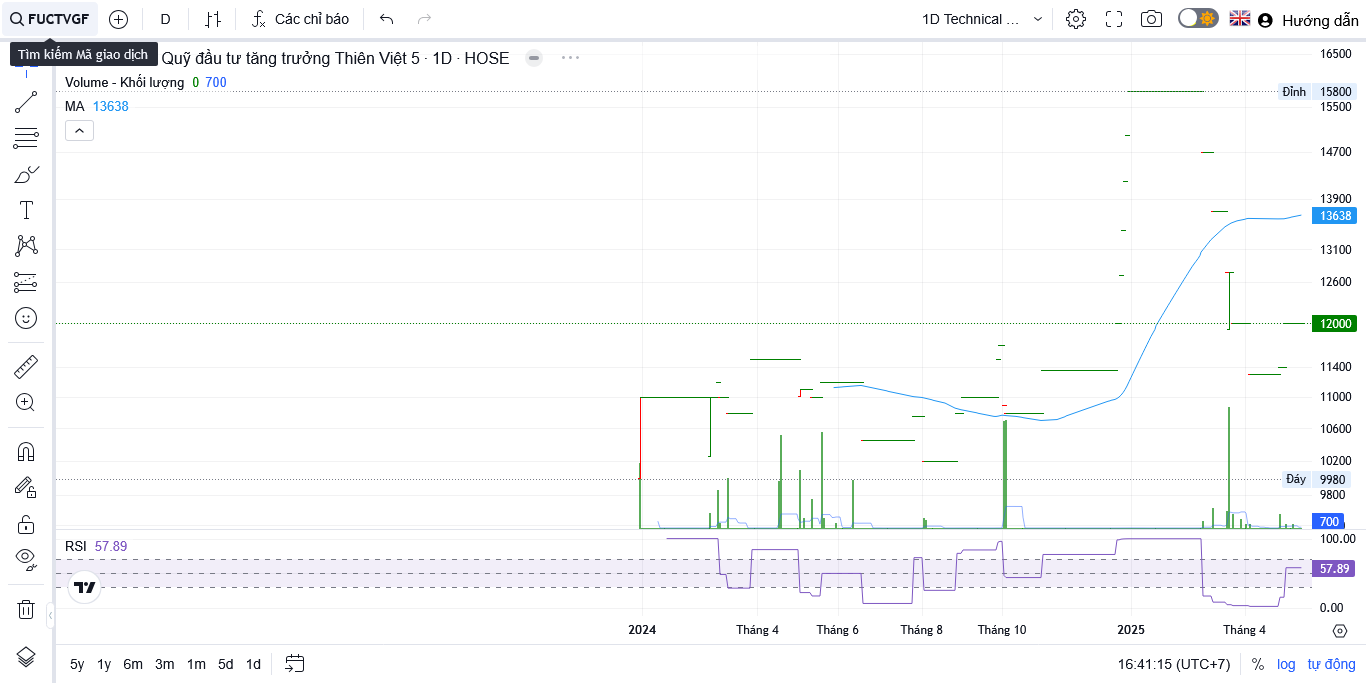 FUCTVGF
D
Các chỉ báo
1D Technical ...
Hướng dẫn
Tìm kiếm Mã giao dịch
Quỹ đầu tư tăng trưởng Thiên Việt 5 · 1D · HOSE
Volume - Khối lượng 0 700
MA 13638
16500
Đỉnh 15800
15500
14700
13900
13638
13100
12600
12000
11400
11000
10600
10200
Đáy 9980
9800
700
RSI 57.89
100.00
57.89
0.00
2024
Tháng 4
Tháng 6
Tháng 8
Tháng 10
2025
Tháng 4
5y 1y 6m 3m 1m 5d 1d
16:41:15 (UTC+7)
%
log
tự động